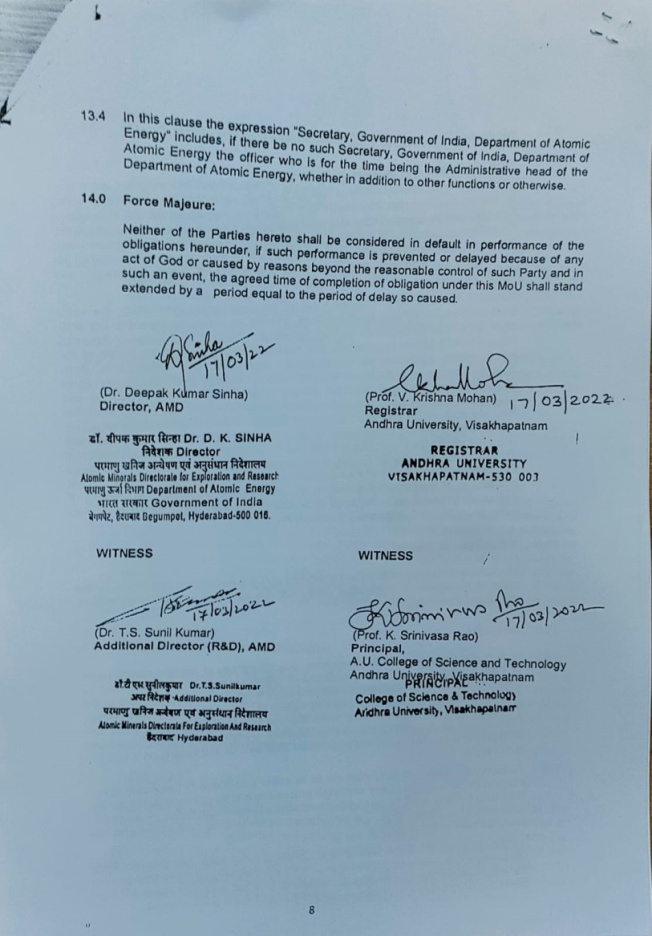 13.4 In this clause the expression "Secretary, Government of India, Department of Atomic
Energy" includes, if there be no such Secretary, Government of India, Department of
Atomic Energy the officer who is for the time being the Administrative head of the
Department of Atomic Energy, whether in addition to other functions or otherwise.
14.0 Force Majeure:
Neither of the Parties hereto shall be considered in default in performance of the
obligations hereunder, if such performance is prevented or delayed because of any
act of God or caused by reasons beyond the reasonable control of such Party and in
such an event, the agreed time of completion of obligation under this MoU shall stand
extended by a period equal to the period of delay so caused.
Sinha
17/03/22
(Dr. Deepak Kumar Sinha)
Director, AMD
डॉ. दीपक कुमार सिन्हा Dr. D. K. SINHA
निदेशक Director
परमाणु खनिज अन्वेषण एवं अनुसंधान निदेशालय
Atomic Minerals Directorate for Exploration and Research
परमाणु ऊर्जा विभाग Department of Atomic Energy
भारत सरकार Government of India
बेगमपेट, हैदराबाद Begumpet, Hyderabad-500 016.
(Prof. V. Krishna Mohan) 17/03/2022
Registrar
Andhra University, Visakhapatnam
REGISTRAR
ANDHRA UNIVERSITY
VISAKHAPATNAM-530 003
WITNESS
17/03/2022
(Dr. T.S. Sunil Kumar)
Additional Director (R&D), AMD
डॉ.टी एस सुनीलकुमार Dr.T.S.Sunilkumar
अपर निदेशक Additional Director
परमाणु खनिज अन्वेषण एवं अनुसंधान निदेशालय
Atomic Minerals Directorate For Exploration And Research
हैदराबाद Hyderabad
WITNESS
K Srinivas Rao
17/03/2022
(Prof. K. Srinivasa Rao)
Principal,
A.U. College of Science and Technology
Andhra University, Visakhapatnam
PRINCIPAL
College of Science & Technology
Andhra University, Visakhapatnam
8